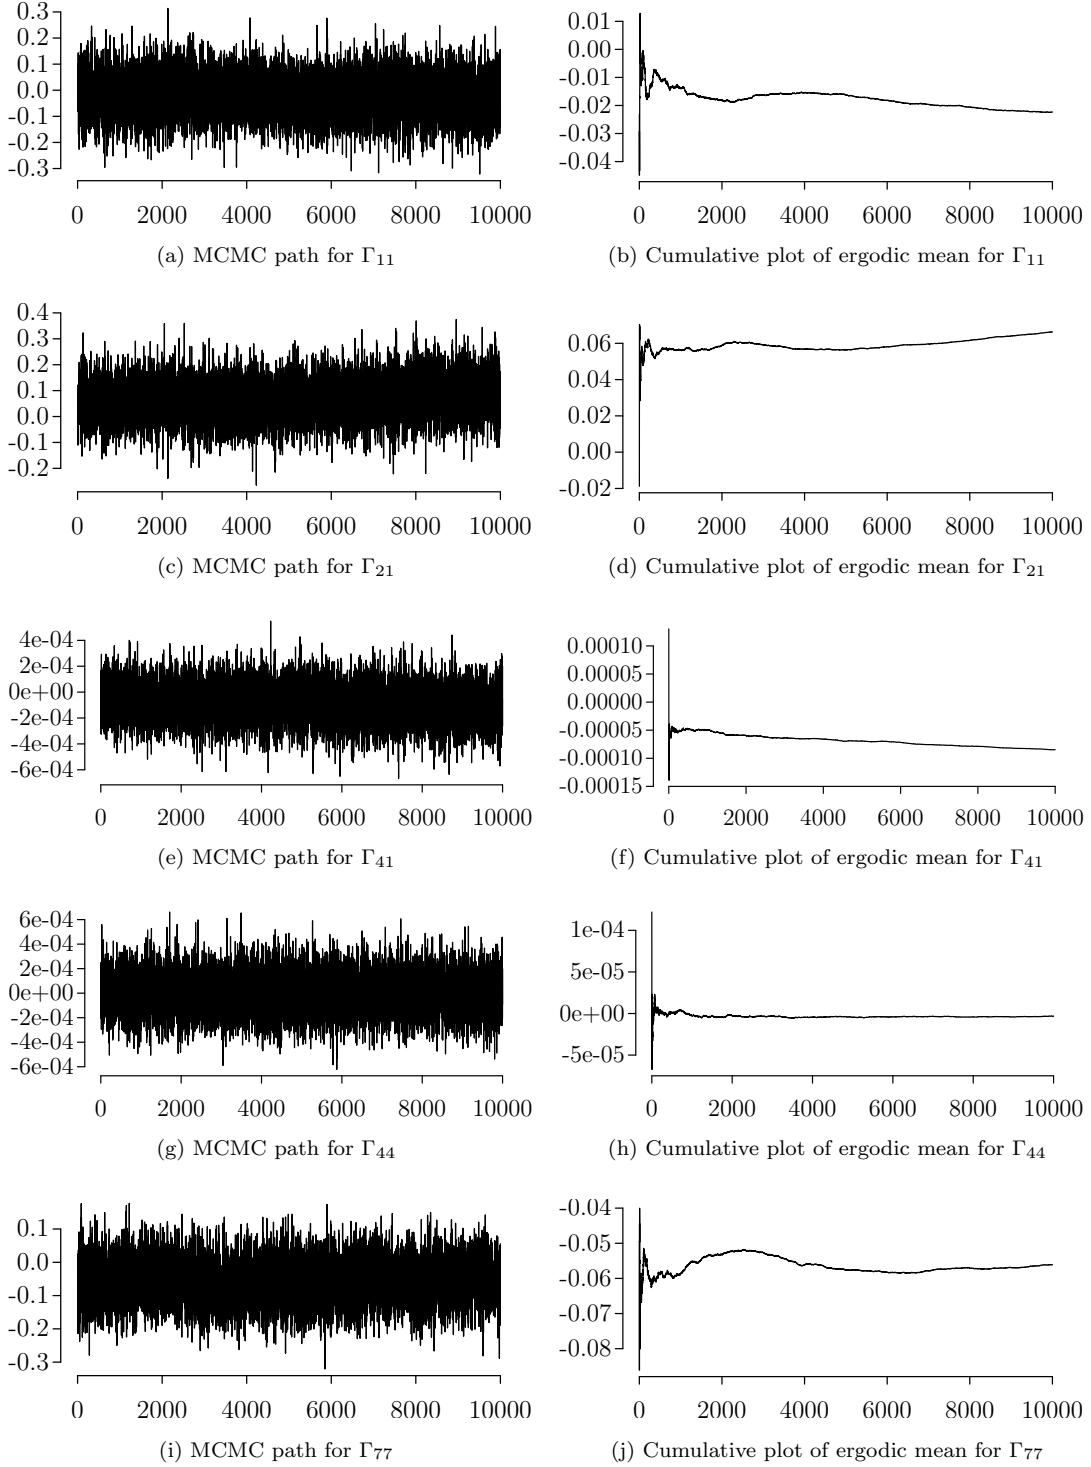 0.3
0.2
0.1
0.0
-0.1
-0.2
-0.3
0 2000 4000 6000 8000 10000
(a) MCMC path for Γ11
0.01
0.00
-0.01
-0.02
-0.03
-0.04
0 2000 4000 6000 8000 10000
(b) Cumulative plot of ergodic mean for Γ11
0.4
0.3
0.2
0.1
0.0
-0.1
-0.2
0 2000 4000 6000 8000 10000
(c) MCMC path for Γ21
0.06
0.04
0.02
0.00
-0.02
0 2000 4000 6000 8000 10000
(d) Cumulative plot of ergodic mean for Γ21
4e-04
2e-04
0e+00
-2e-04
-4e-04
-6e-04
0 2000 4000 6000 8000 10000
(e) MCMC path for Γ41
0.00010
0.00005
0.00000
-0.00005
-0.00010
-0.00015
0 2000 4000 6000 8000 10000
(f) Cumulative plot of ergodic mean for Γ41
6e-04
4e-04
2e-04
0e+00
-2e-04
-4e-04
-6e-04
0 2000 4000 6000 8000 10000
(g) MCMC path for Γ44
1e-04
5e-05
0e+00
-5e-05
0 2000 4000 6000 8000 10000
(h) Cumulative plot of ergodic mean for Γ44
0.1
0.0
-0.1
-0.2
-0.3
0 2000 4000 6000 8000 10000
(i) MCMC path for Γ77
-0.04
-0.05
-0.06
-0.07
-0.08
0 2000 4000 6000 8000 10000
(j) Cumulative plot of ergodic mean for Γ77